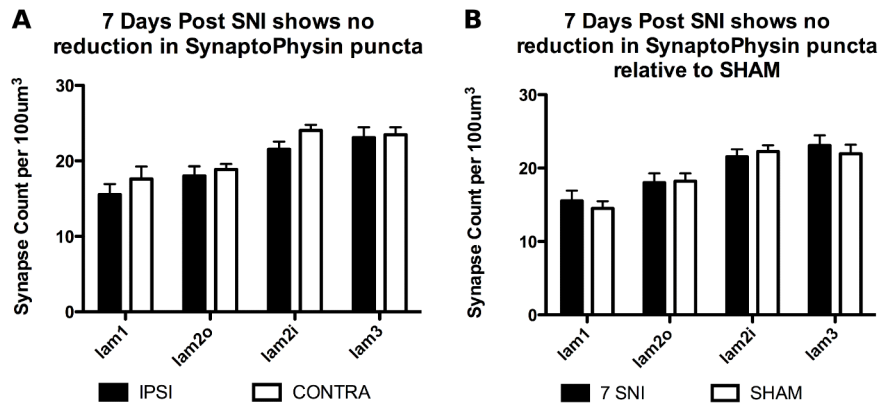 A
7 Days Post SNI shows no
reduction in SynaptoPhysin puncta
Synapse Count per 100um³
30
20
10
0
lam1
lam2o
lam2i
lam3
IPSI
CONTRA
B
7 Days Post SNI shows no
reduction in SynaptoPhysin puncta
relative to SHAM
Synapse Count per 100um³
30
20
10
0
lam1
lam2o
lam2i
lam3
7 SNI
SHAM